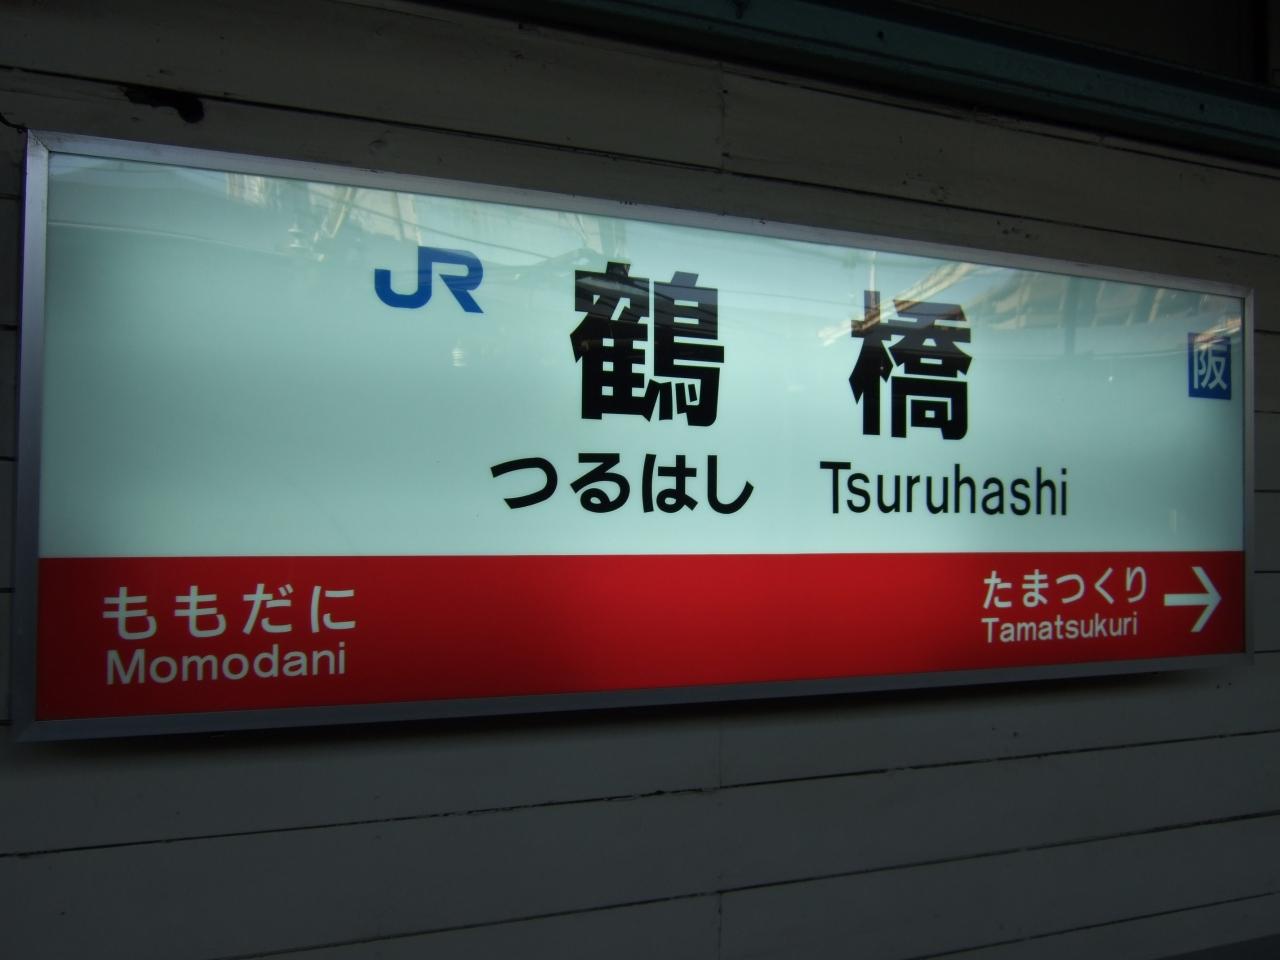 JR 鶴橋 阪
つるはし Tsuruhashi
ももだに
Momodani
たまつくり →
Tamatsukuri